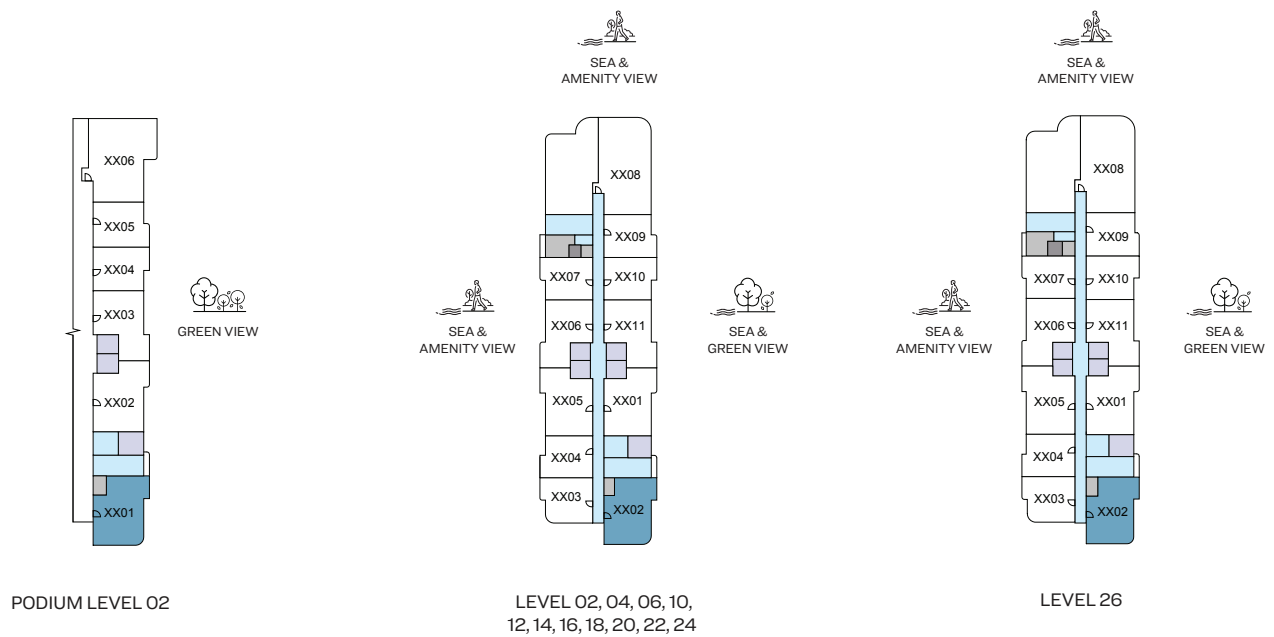 SEA &
AMENITY VIEW
SEA &
AMENITY VIEW
XX06
XX05
XX04
XX03
XX02
XX01
GREEN VIEW
XX08
XX09
XX07
XX10
XX06
XX11
XX05
XX01
XX04
XX03
XX02
SEA &
AMENITY VIEW
SEA &
GREEN VIEW
XX08
XX09
XX07
XX10
XX06
XX11
XX05
XX01
XX04
XX03
XX02
SEA &
AMENITY VIEW
SEA &
GREEN VIEW
PODIUM LEVEL 02
LEVEL 02, 04, 06, 10,
12, 14, 16, 18, 20, 22, 24
LEVEL 26